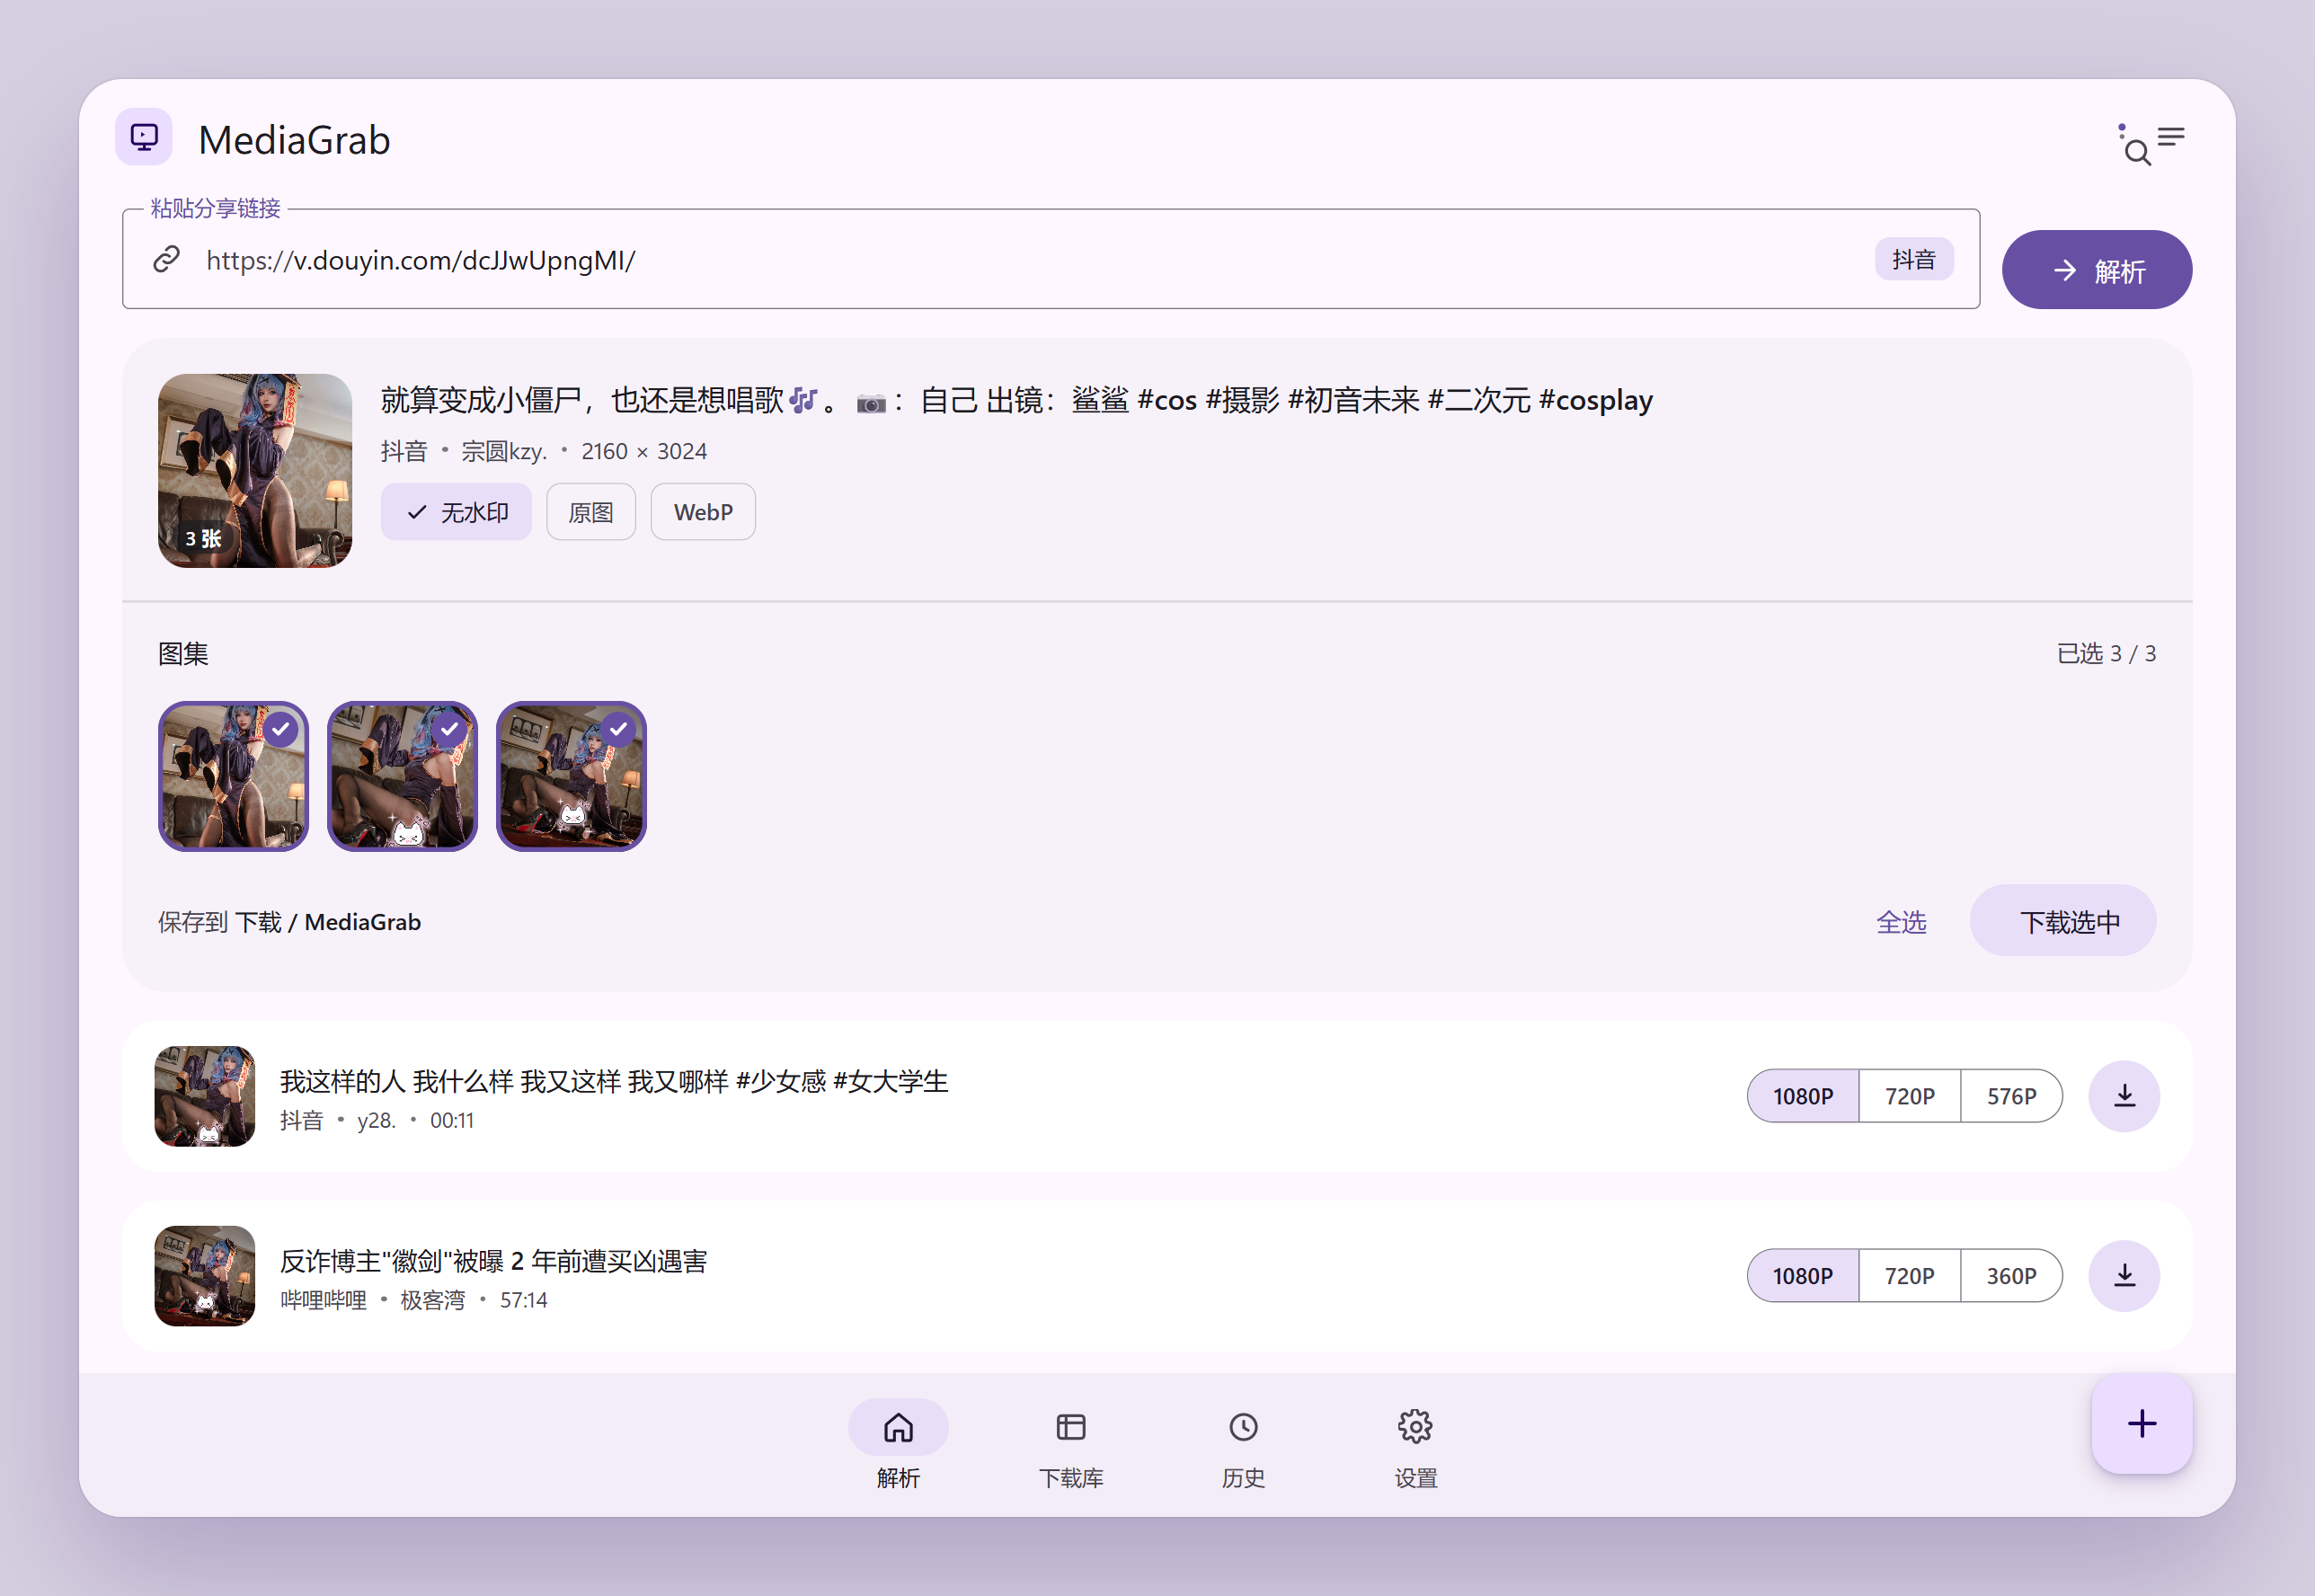 MediaGrab
粘贴分享链接
https://v.douyin.com/dcJJwUpngMI/
抖音
解析
就算变成小僵尸，也还是想唱歌🎶。📷：自己 出镜：鲨鲨 #cos #摄影 #初音未来 #二次元 #cosplay
抖音 • 宗圆kzy. • 2160 × 3024
无水印
原图
WebP
3 张
图集
已选 3 / 3
保存到 下载 / MediaGrab
全选
下载选中
我这样的人 我什么样 我又这样 我又哪样 #少女感 #女大学生
抖音 • y28. • 00:11
1080P
720P
576P
反诈博主"徽剑"被曝 2 年前遭买凶遇害
哔哩哔哩 • 极客湾 • 57:14
1080P
720P
360P
解析
下载库
历史
设置